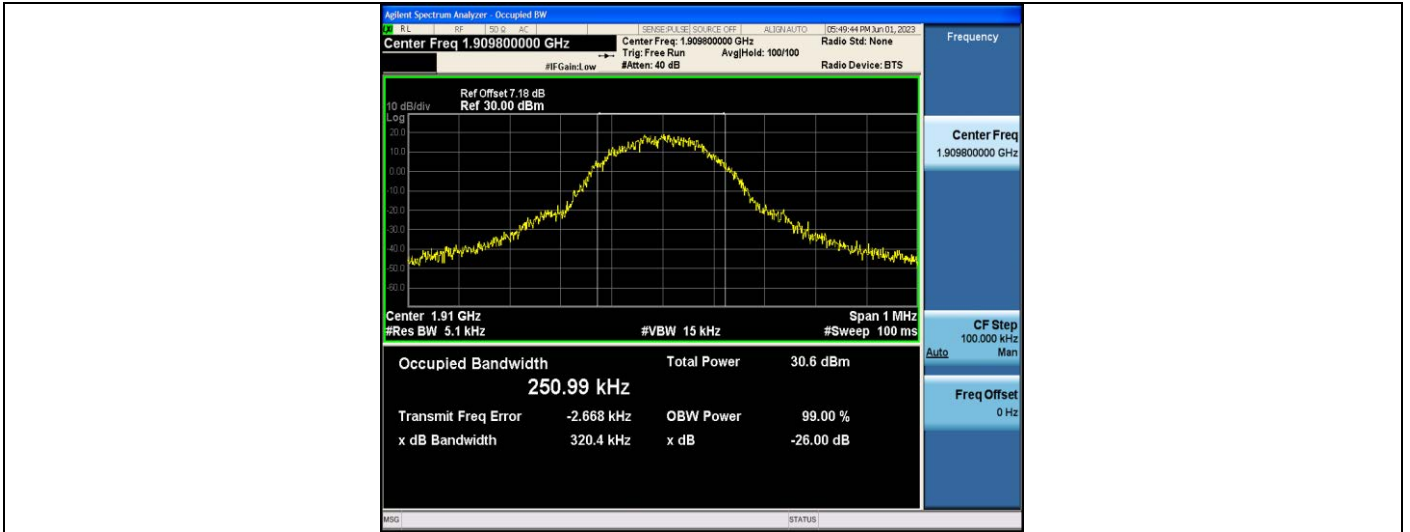 Agilent Spectrum Analyzer - Occupied BW
RL RF 50 Ω AC SENSE:PULSE SOURCE OFF ALIGN AUTO 05:49:44 PM Jun 01, 2023
Center Freq 1.909800000 GHz
Center Freq: 1.909800000 GHz
Radio Std: None
Trig: Free Run
Avg|Hold: 100/100
#IFGain:Low
#Atten: 40 dB
Radio Device: BTS
Ref Offset 7.18 dB
10 dB/div
Ref 30.00 dBm
Log
20.0
10.0
0.00
-10.0
-20.0
-30.0
-40.0
-50.0
-60.0
Center 1.91 GHz
Span 1 MHz
#Res BW 5.1 kHz
#VBW 15 kHz
#Sweep 100 ms
Occupied Bandwidth
Total Power 30.6 dBm
250.99 kHz
Transmit Freq Error -2.668 kHz
OBW Power 99.00 %
x dB Bandwidth 320.4 kHz
x dB -26.00 dB
MSG
STATUS
Frequency
Center Freq
1.909800000 GHz
CF Step
100.000 kHz
Auto Man
Freq Offset
0 Hz